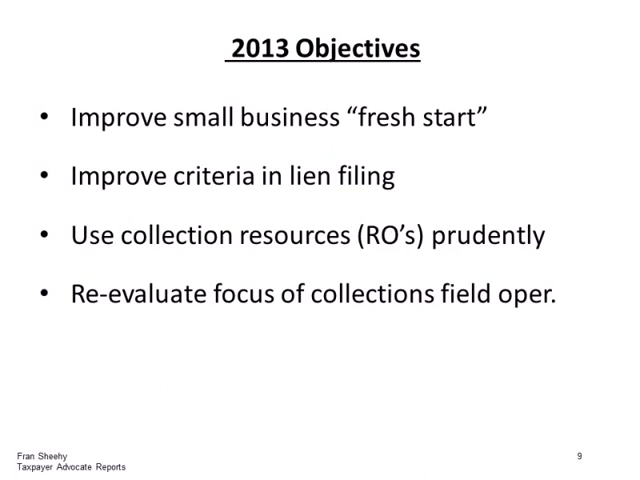 2013 Objectives
• Improve small business “fresh start”
• Improve criteria in lien filing
• Use collection resources (RO’s) prudently
• Re-evaluate focus of collections field oper.
Fran Sheehy
Taxpayer Advocate Reports
9